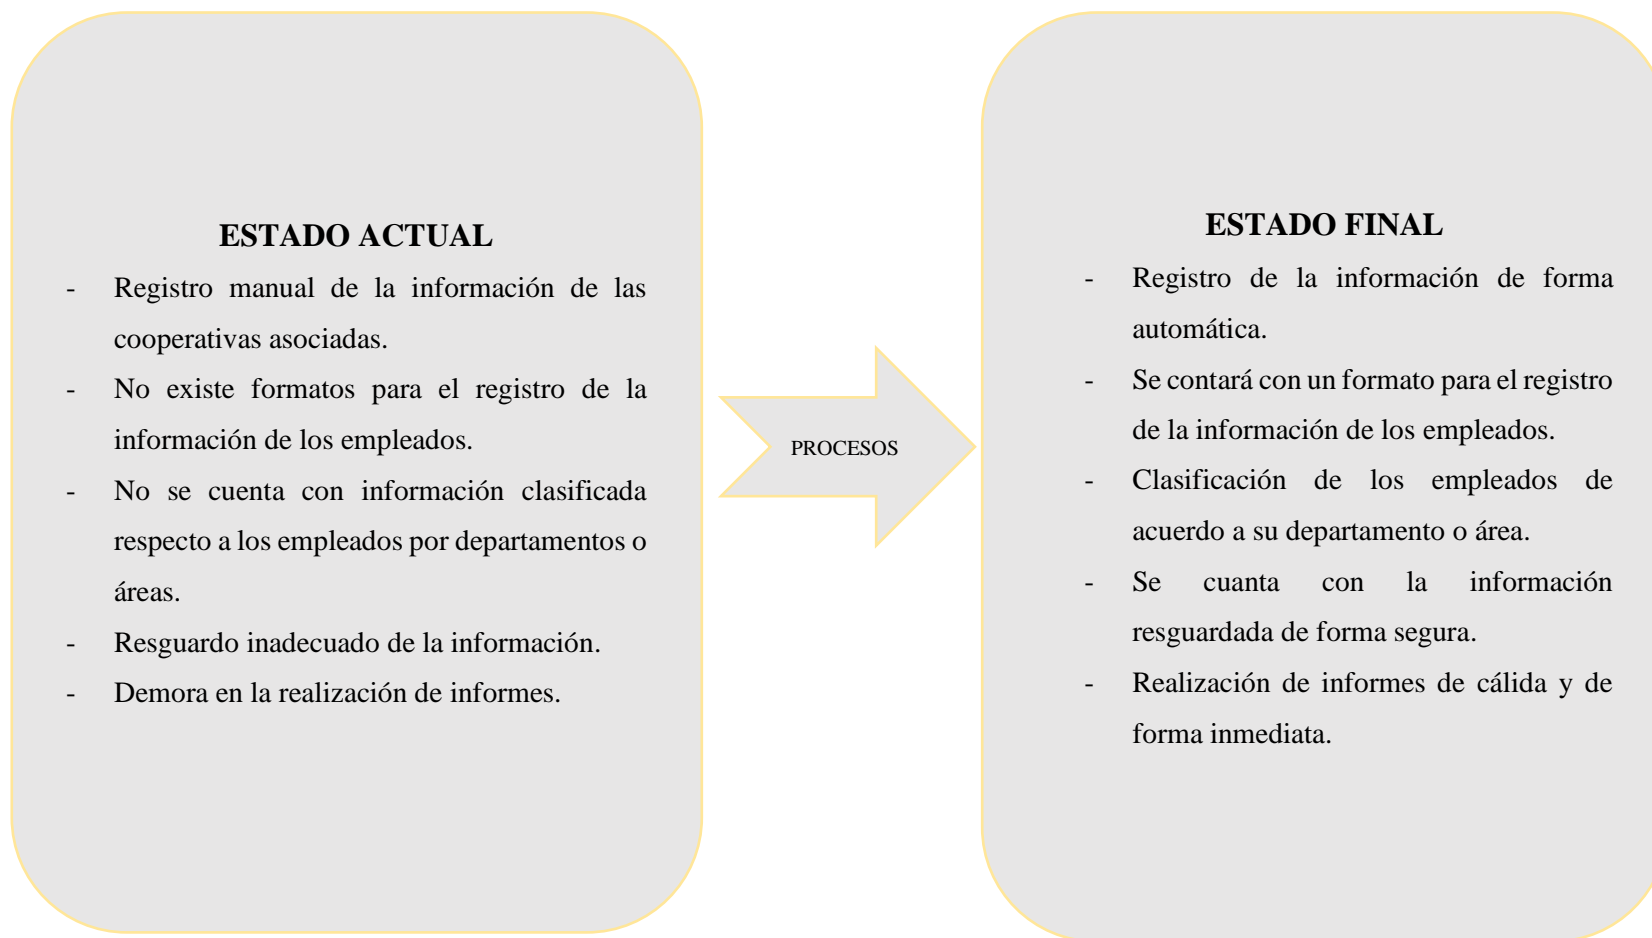 ESTADO ACTUAL
- Registro manual de la información de las
cooperativas asociadas.
- No existe formatos para el registro de la
información de los empleados.
- No se cuenta con información clasificada
respecto a los empleados por departamentos o
áreas.
- Resguardo inadecuado de la información.
- Demora en la realización de informes.
PROCESOS
ESTADO FINAL
- Registro de la información de forma
automática.
- Se contará con un formato para el registro
de la información de los empleados.
- Clasificación de los empleados de
acuerdo a su departamento o área.
- Se cuanta con la información
resguardada de forma segura.
- Realización de informes de cálida y de
forma inmediata.